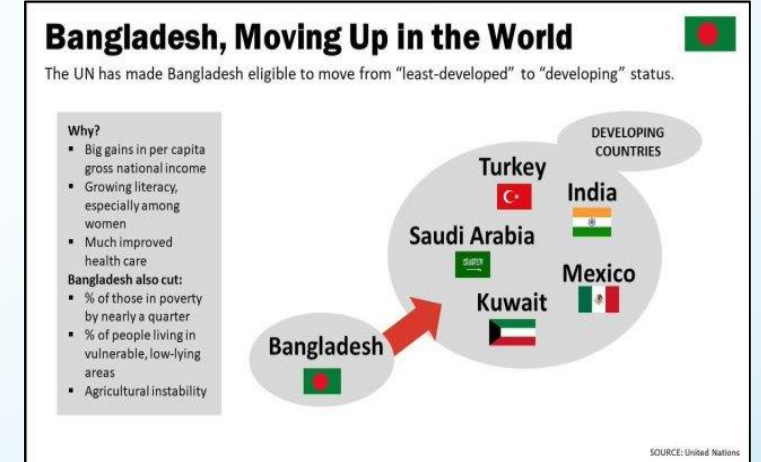 Bangladesh, Moving Up in the World
The UN has made Bangladesh eligible to move from “least-developed” to “developing” status.
Why?
▪ Big gains in per capita
gross national income
▪ Growing literacy,
especially among
women
▪ Much improved
health care
Bangladesh also cut:
▪ % of those in poverty
by nearly a quarter
▪ % of people living in
vulnerable, low-lying
areas
▪ Agricultural instability
DEVELOPING
COUNTRIES
Turkey
India
Saudi Arabia
Mexico
Kuwait
Bangladesh
SOURCE: United Nations